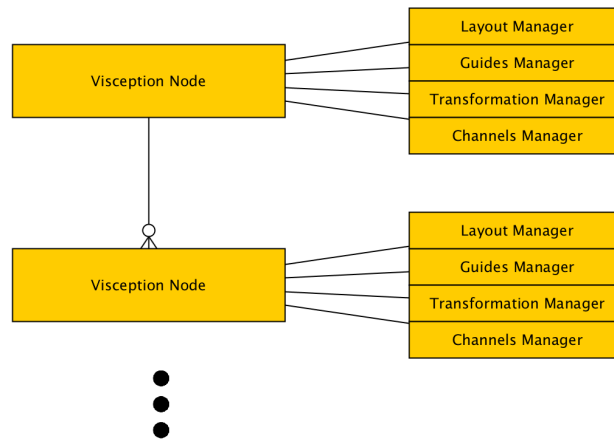 Visception Node
Layout Manager
Guides Manager
Transformation Manager
Channels Manager
Visception Node
Layout Manager
Guides Manager
Transformation Manager
Channels Manager